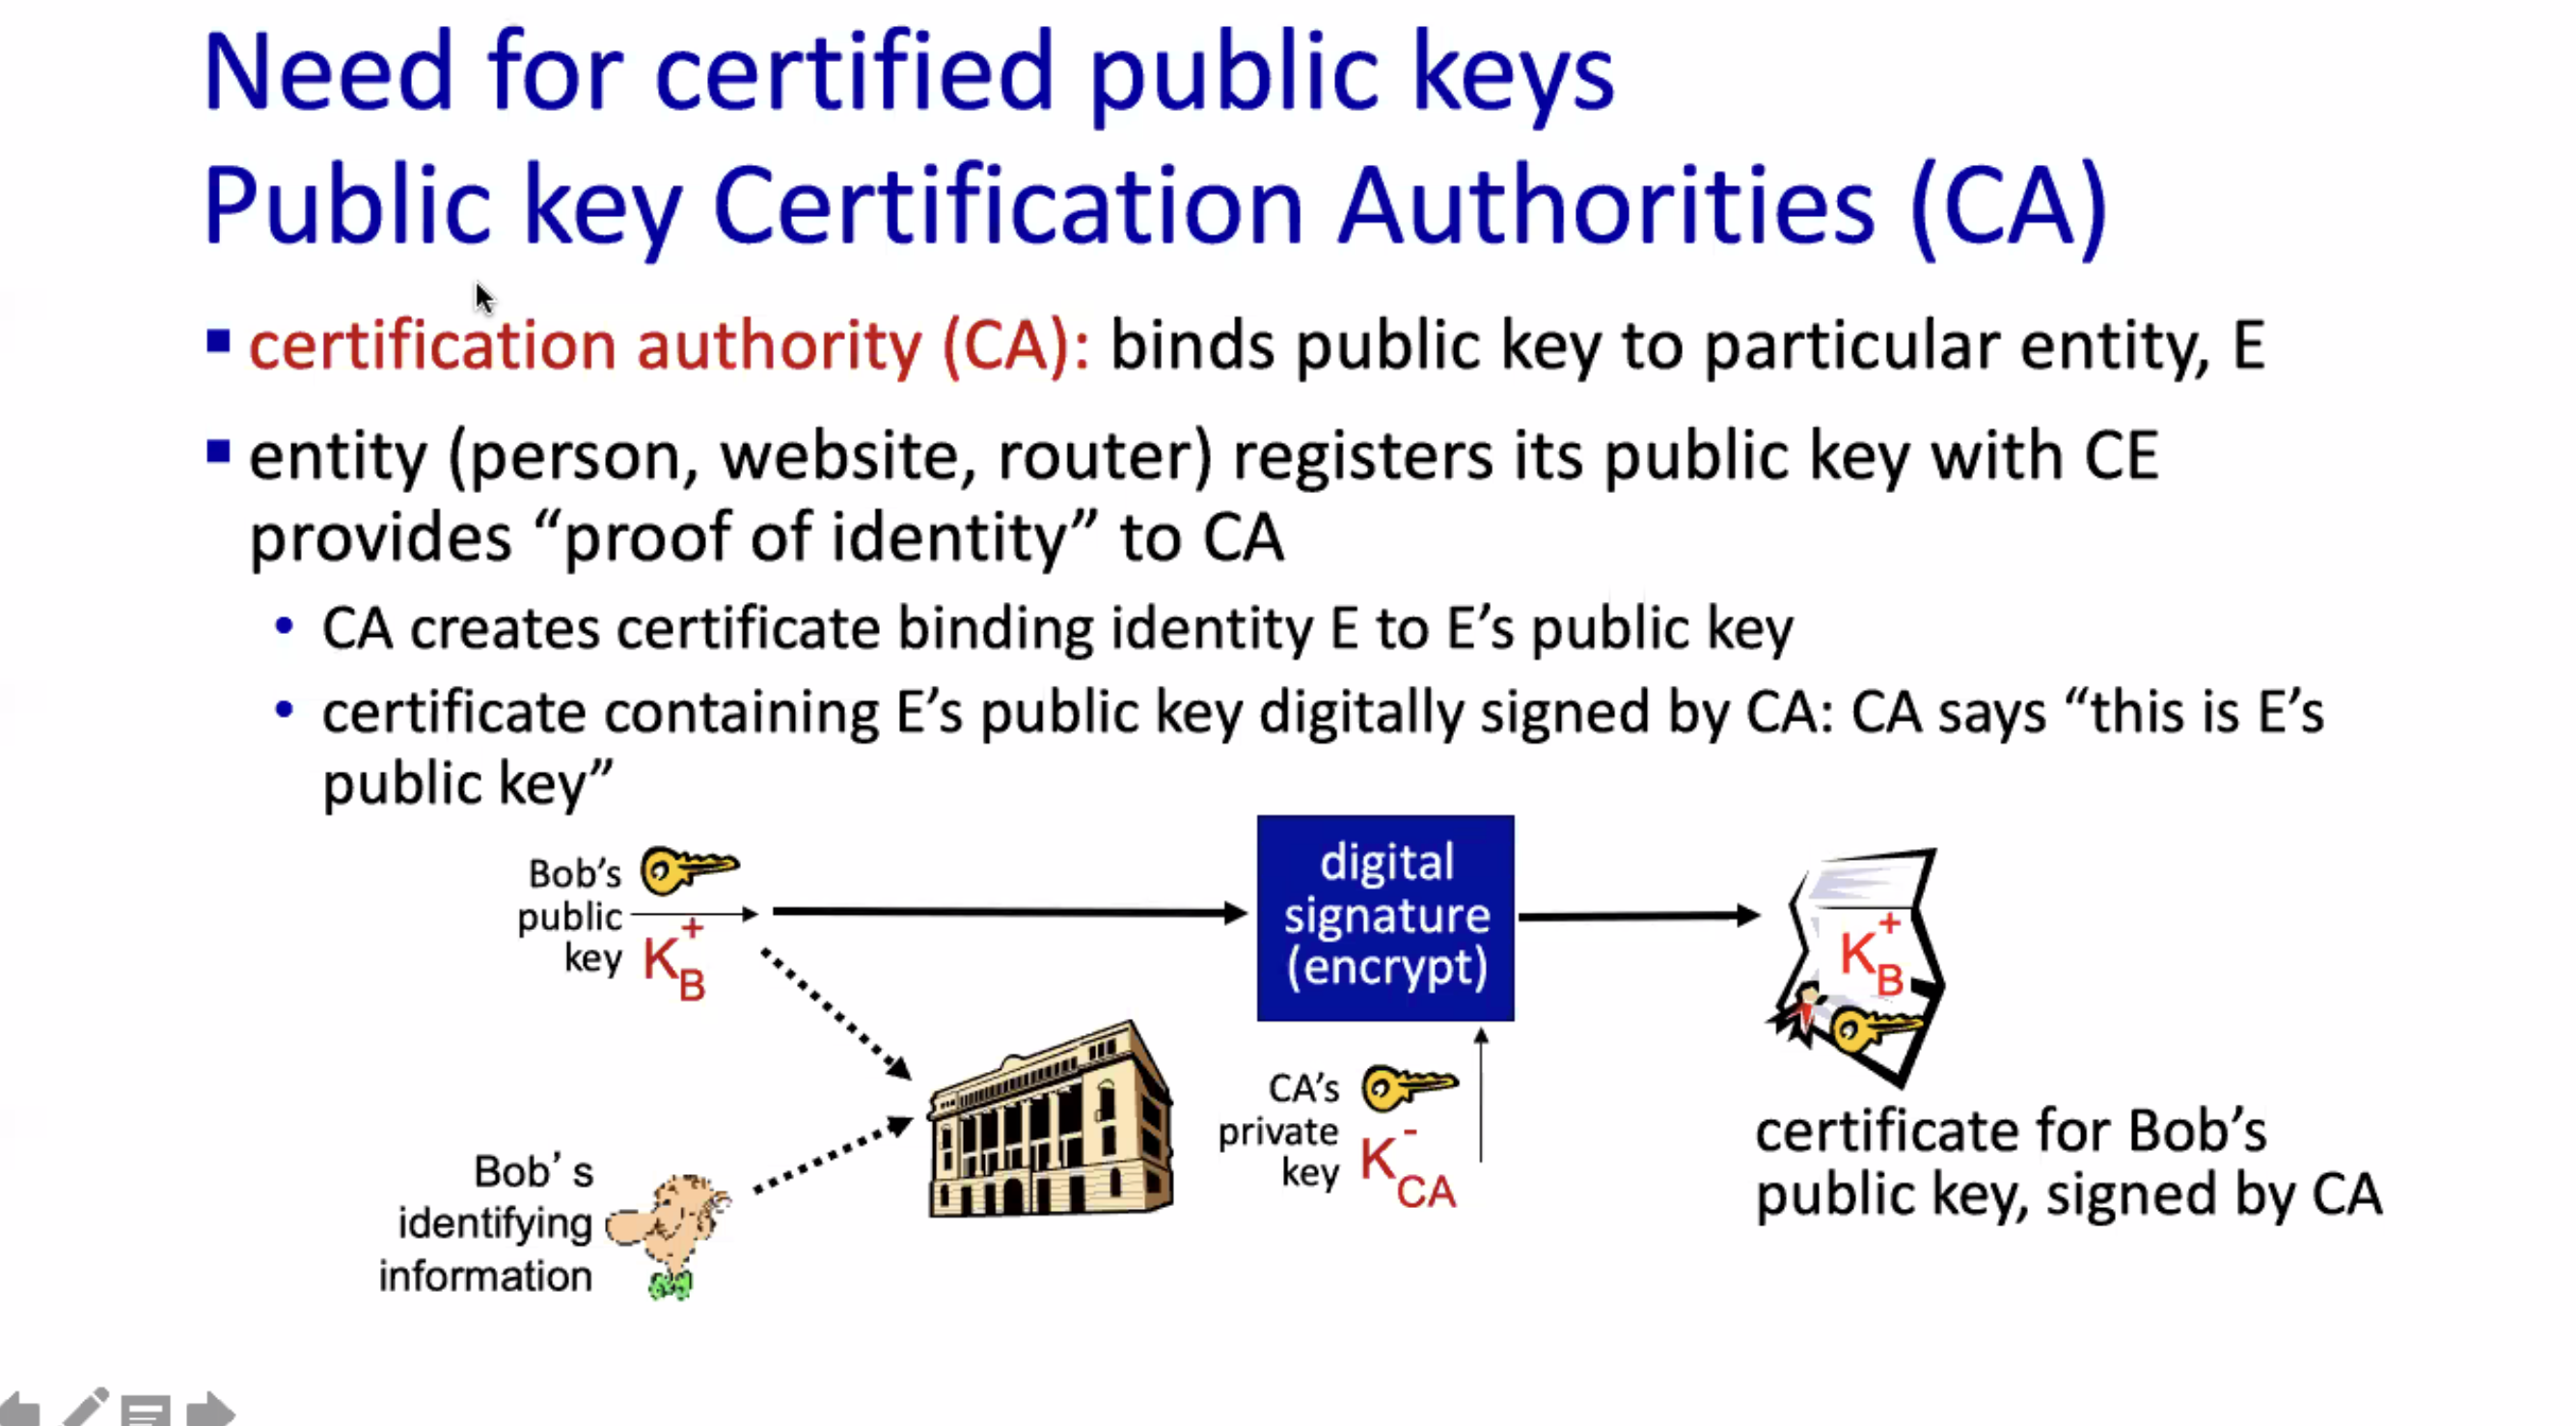 Need for certified public keys
Public key Certification Authorities (CA)
▪ certification authority (CA): binds public key to particular entity, E
▪ entity (person, website, router) registers its public key with CE
provides “proof of identity” to CA
• CA creates certificate binding identity E to E’s public key
• certificate containing E’s public key digitally signed by CA: CA says “this is E’s
public key”
Bob’s
public
key
K
+
B
digital
signature
(encrypt)
K
+
B
CA’s
private
key
K
-
CA
certificate for Bob’s
public key, signed by CA
Bob’ s
identifying
information